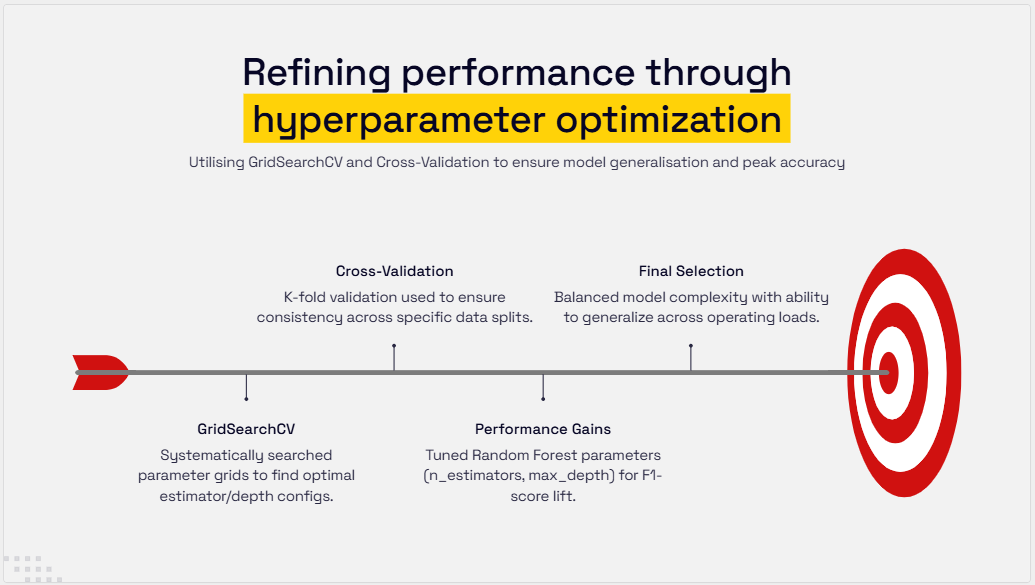 Refining performance through
hyperparameter optimization
Utilising GridSearchCV and Cross-Validation to ensure model generalisation and peak accuracy
Cross-Validation
K-fold validation used to ensure
consistency across specific data splits.
Final Selection
Balanced model complexity with ability
to generalize across operating loads.
GridSearchCV
Systematically searched
parameter grids to find optimal
estimator/depth configs.
Performance Gains
Tuned Random Forest parameters
(n_estimators, max_depth) for F1-
score lift.